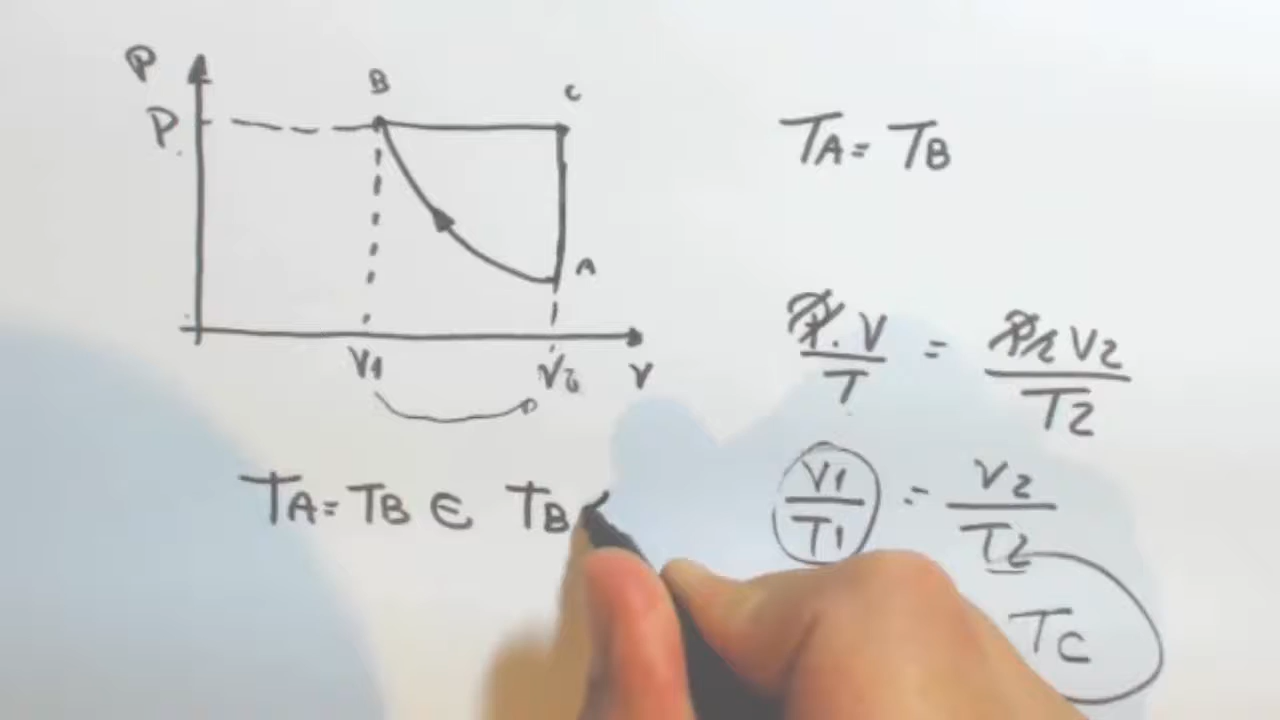 P
B
C
P
A
V1
V2
V
TA = TB
P.V/T = P2 V2/T2
V1/T1 = V2/T2
TC
TA = TB E TB <